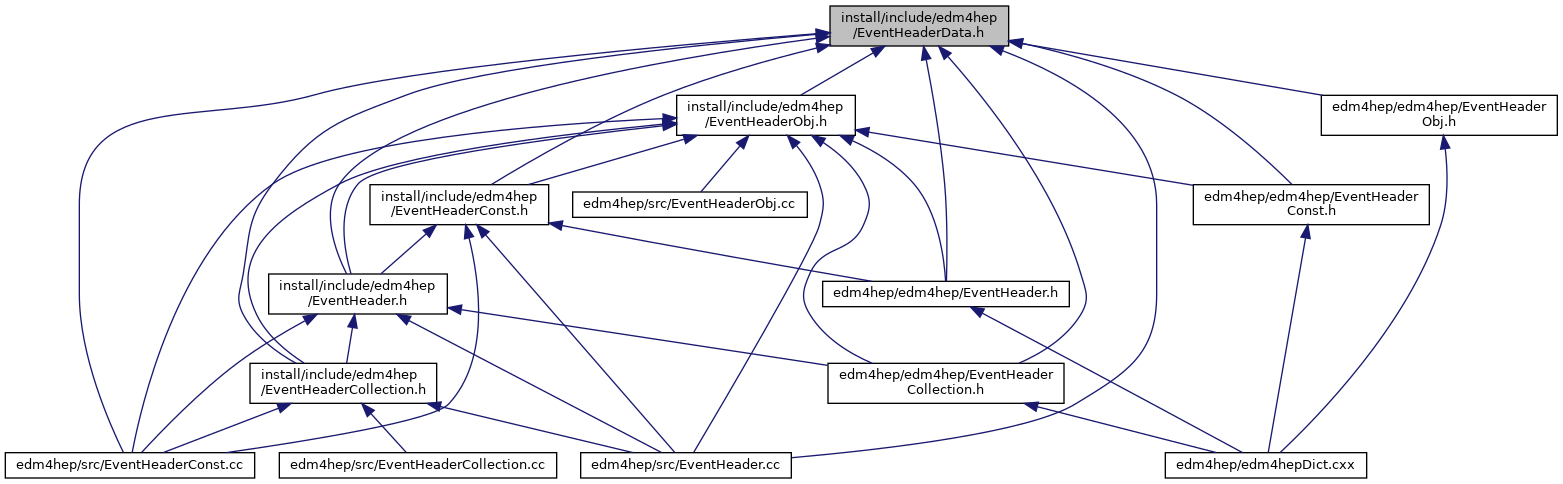 install/include/edm4hep
/EventHeaderData.h
install/include/edm4hep
/EventHeaderObj.h
edm4hep/edm4hep/EventHeader
Obj.h
install/include/edm4hep
/EventHeaderConst.h
edm4hep/src/EventHeaderObj.cc
edm4hep/edm4hep/EventHeader
Const.h
install/include/edm4hep
/EventHeader.h
edm4hep/edm4hep/EventHeader.h
install/include/edm4hep
/EventHeaderCollection.h
edm4hep/edm4hep/EventHeader
Collection.h
edm4hep/src/EventHeaderConst.cc
edm4hep/src/EventHeaderCollection.cc
edm4hep/src/EventHeader.cc
edm4hep/edm4hepDict.cxx